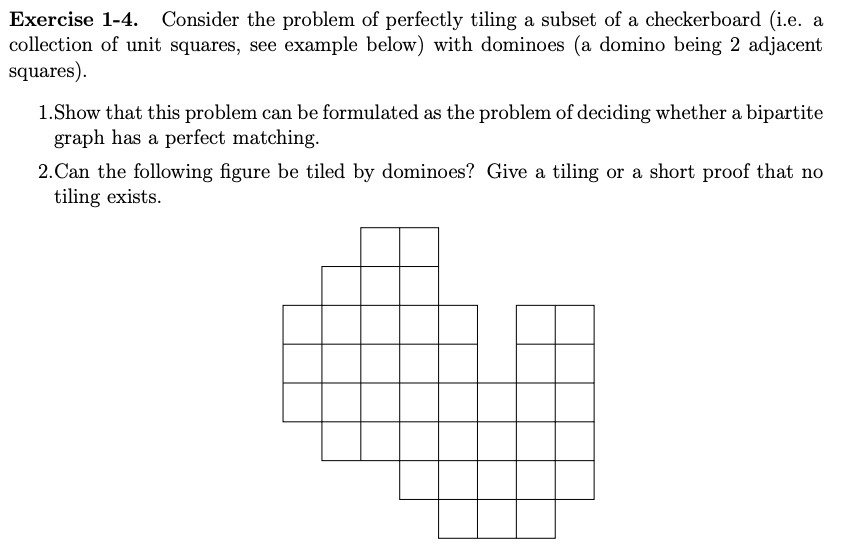 Exercise 1-4. Consider the problem of perfectly tiling a subset of a checkerboard (i.e. a
collection of unit squares, see example below) with dominoes (a domino being 2 adjacent
squares).
1.Show that this problem can be formulated as the problem of deciding whether a bipartite
graph has a perfect matching.
2.Can the following figure be tiled by dominoes? Give a tiling or a short proof that no
tiling exists.